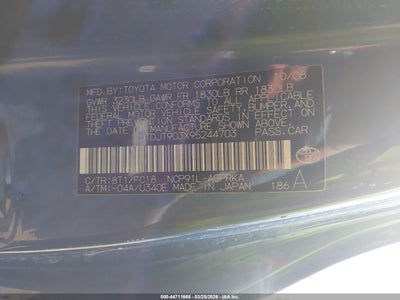 MFD.BY:TOYOTA MOTOR CORPORATION 10/08
GVWR 3230LB GAWR FR 1830LB RR 1830LB
THIS VEHICLE CONFORMS TO ALL APPLICABLE
FEDERAL MOTOR VEHICLE SAFETY, BUMPER, AND
THEFT PREVENTION STANDARDS IN EFFECT ON
THE DATE OF MANUFACTURE SHOWN ABOVE.
PASS.CAR
C/TR:8T1/FC18 NCP91L-
A/TM:-04A/U340E MADE IN JAPAN 186 A
TOYOTA
000-44711668 | 03/25/2026 | IAA Inc.